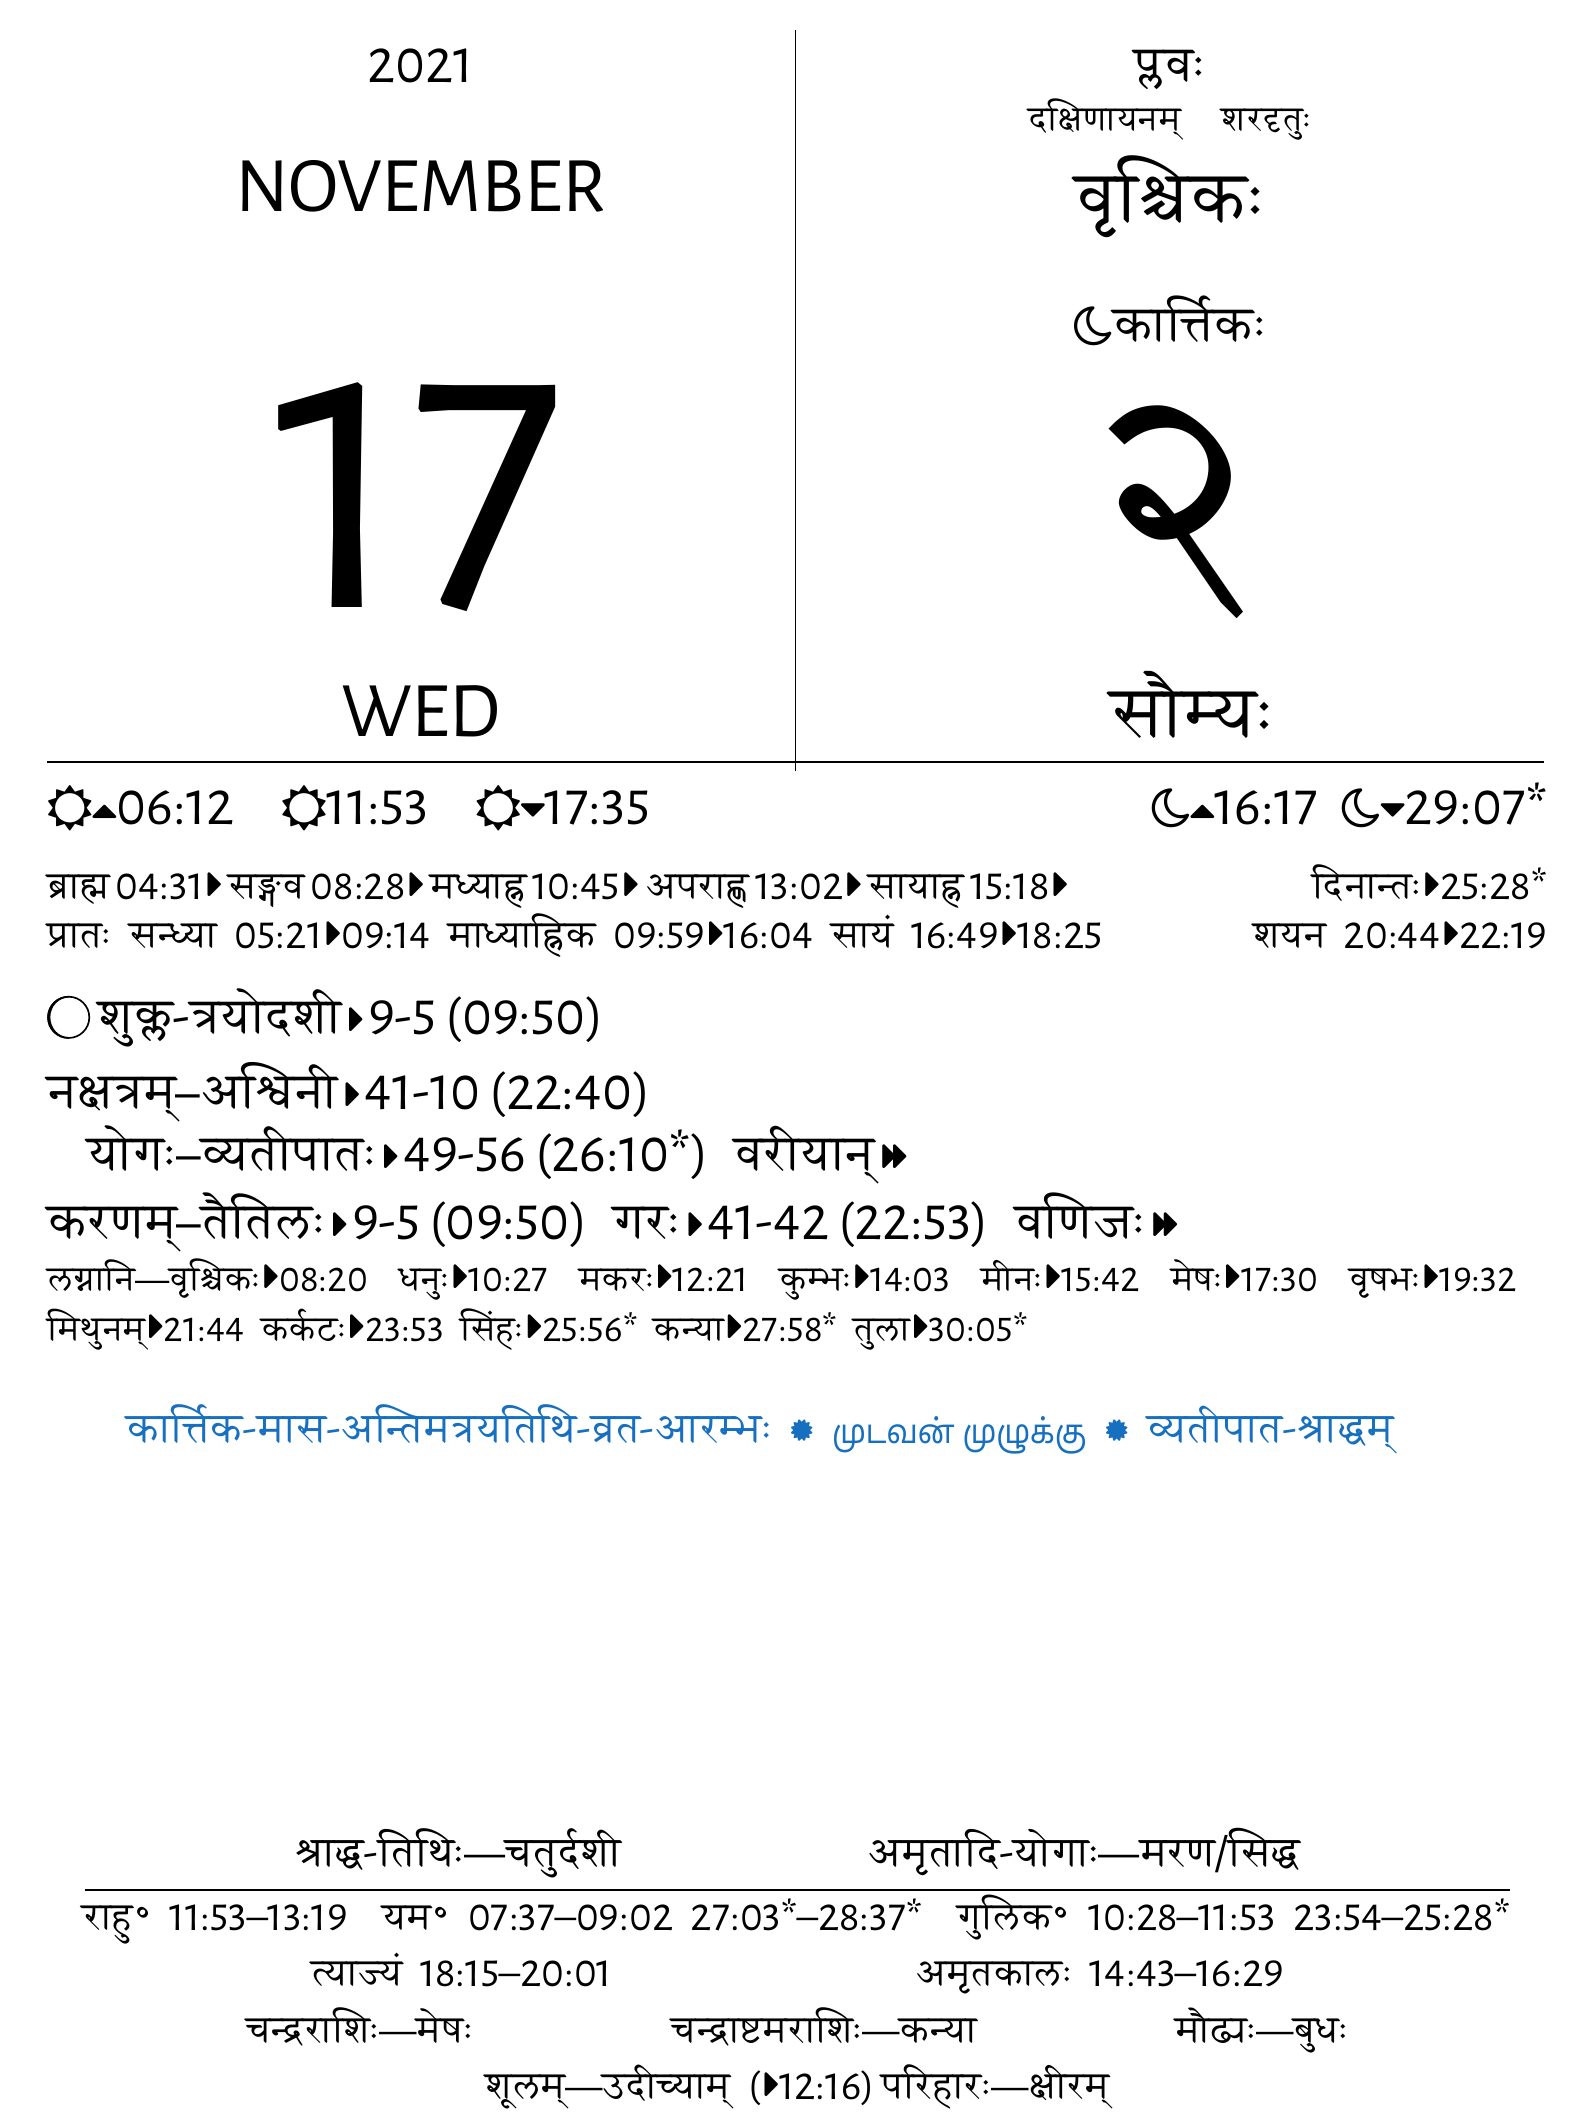 2021
NOVEMBER
17
WED
प्लवः
दक्षिणायनम् शरदृतुः
वृश्चिकः
कार्त्तिकः
२
सौम्यः
06:12 11:53 17:35 16:17 29:07*
ब्राह्म 04:31 सङ्गव 08:28 मध्याह्न 10:45 अपराह्ण 13:02 सायाह्न 15:18 दिनान्तः 25:28*
प्रातः सन्ध्या 05:21 09:14 माध्याह्निक 09:59 16:04 सायं 16:49 18:25 शयन 20:44 22:19
शुक्ल-त्रयोदशी 9-5 (09:50)
नक्षत्रम्–अश्विनी 41-10 (22:40)
योगः–व्यतीपातः 49-56 (26:10*) वरीयान्
करणम्–तैतिलः 9-5 (09:50) गरः 41-42 (22:53) वणिजः
लग्नानि—वृश्चिकः 08:20 धनुः 10:27 मकरः 12:21 कुम्भः 14:03 मीनः 15:42 मेषः 17:30 वृषभः 19:32
मिथुनम् 21:44 कर्कटः 23:53 सिंहः 25:56* कन्या 27:58* तुला 30:05*
कार्त्तिक-मास-अन्तिमत्रयतिथि-व्रत-आरम्भः ✹ முடவன் முழுக்கு ✹ व्यतीपात-श्राद्धम्
श्राद्ध-तिथिः—चतुर्दशी अमृतादि-योगाः—मरण/सिद्ध
राहु॰ 11:53–13:19 यम॰ 07:37–09:02 27:03*–28:37* गुलिक॰ 10:28–11:53 23:54–25:28*
त्याज्यं 18:15–20:01 अमृतकालः 14:43–16:29
चन्द्रराशिः—मेषः चन्द्राष्टमराशिः—कन्या मौढ्यः—बुधः
शूलम्—उदीच्याम् (12:16) परिहारः—क्षीरम्